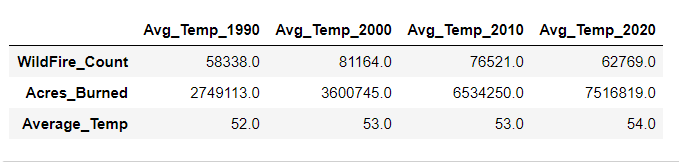 Avg_Temp_1990 Avg_Temp_2000 Avg_Temp_2010 Avg_Temp_2020
WildFire_Count 58338.0 81164.0 76521.0 62769.0
Acres_Burned 2749113.0 3600745.0 6534250.0 7516819.0
Average_Temp 52.0 53.0 53.0 54.0